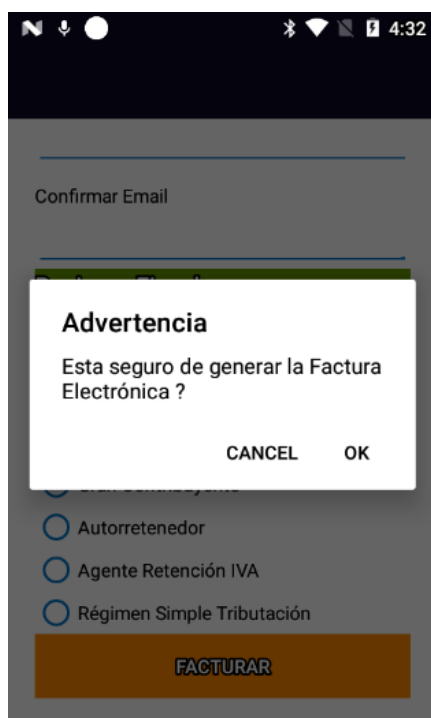 4:32
Confirmar Email
Advertencia
Esta seguro de generar la Factura
Electrónica ?
CANCEL OK
Autorretenedor
Agente Retención IVA
Régimen Simple Tributación
FACTURAR